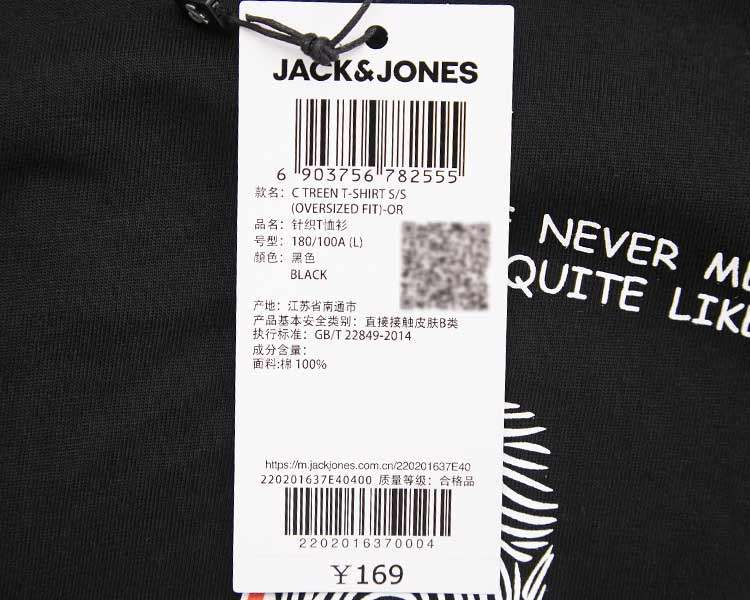 JACK&JONES
6 903756 782555
款名：C TREEN T-SHIRT S/S
(OVERSIZED FIT)-OR
品名：针织T恤衫
号型：180/100A (L)
顔色：黑色
BLACK
产地：江苏省南通市
产品基本安全类别：直接接触皮肤B类
执行标准：GB/T 22849-2014
成分含量：
面料:棉 100%
https://m.jackjones.com.cn/220201637E40
220201637E40400 质量等级：合格品
2202016370004
￥169
NEVER
QUITE LIKE